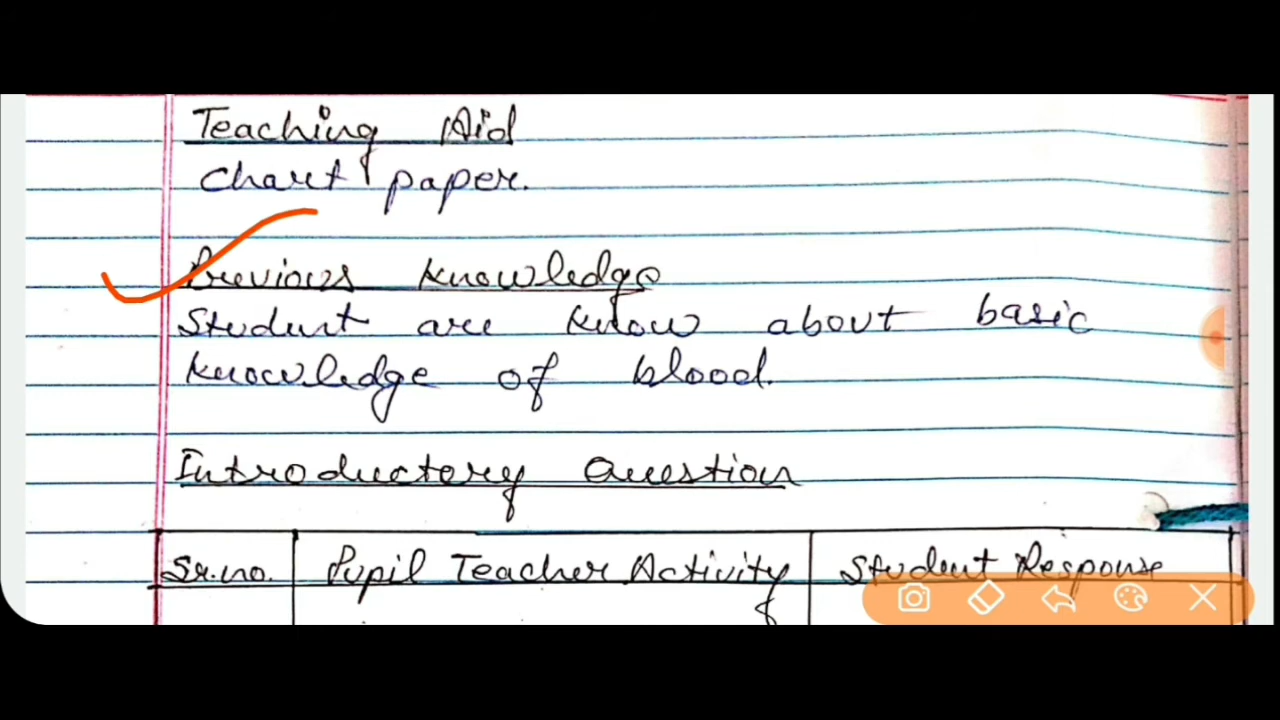 Teaching Aid
Chart paper.
Previous Knowledge
Student are know about basic
knowledge of blood.
Introductory Question
Sr.no. Pupil Teacher Activity Student Response